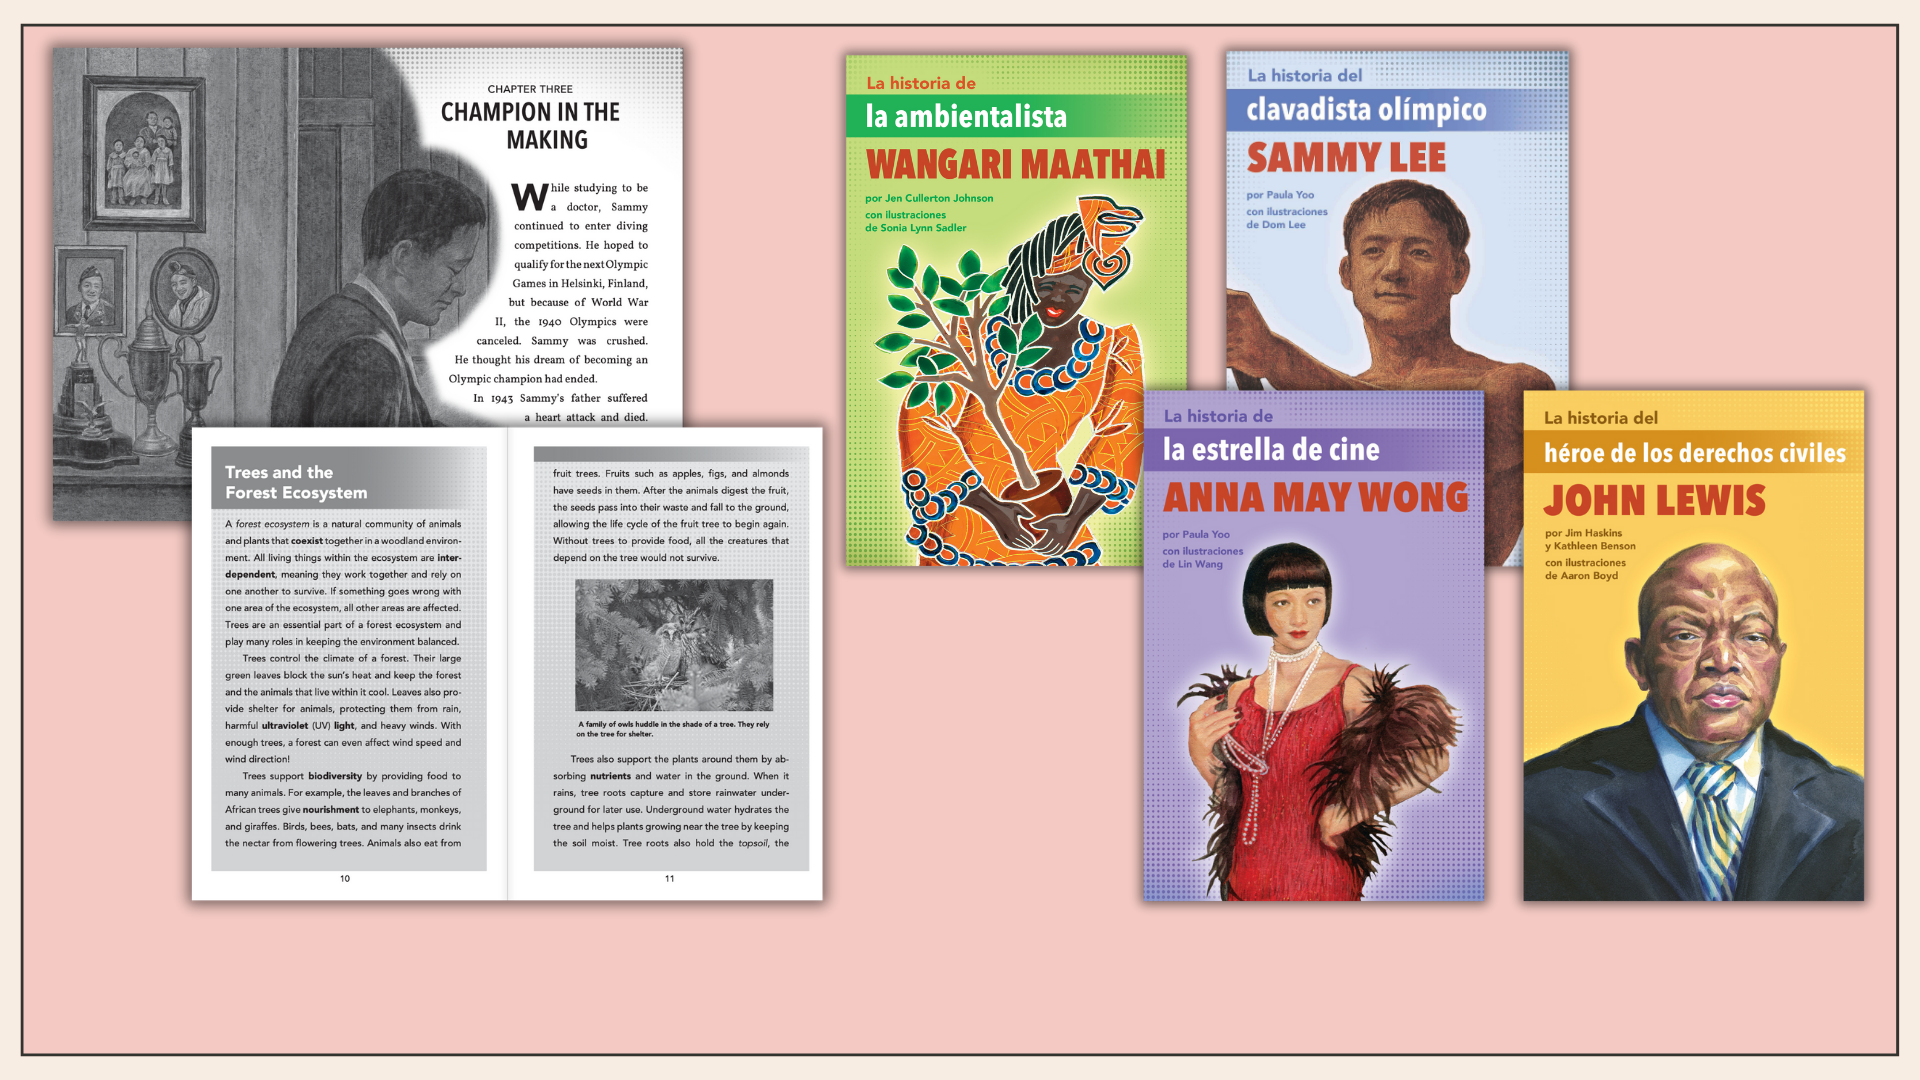 CHAPTER THREE
CHAMPION IN THE
MAKING
While studying to be
a doctor, Sammy
continued to enter diving
competitions. He hoped to
qualify for the next Olympic
Games in Helsinki, Finland,
but because of World War
II, the 1940 Olympics were
canceled. Sammy was crushed.
He thought his dream of becoming an
Olympic champion had ended.
In 1943 Sammy's father suffered
a heart attack and died.
Trees and the
Forest Ecosystem
A forest ecosystem is a natural community of animals
and plants that coexist together in a woodland environ-
ment. All living things within the ecosystem are inter-
dependent, meaning they work together and rely on
one another to survive. If something goes wrong with
one area of the ecosystem, all other areas are affected.
Trees are an essential part of a forest ecosystem and
play many roles in keeping the environment balanced.
Trees control the climate of a forest. Their large
green leaves block the sun's heat and keep the forest
and the animals that live within it cool. Leaves also pro-
vide shelter for animals, protecting them from rain,
harmful ultraviolet (UV) light, and heavy winds. With
enough trees, a forest can even affect wind speed and
wind direction!
Trees support biodiversity by providing food to
many animals. For example, the leaves and branches of
African trees give nourishment to elephants, monkeys,
and giraffes. Birds, bees, bats, and many insects drink
the nectar from flowering trees. Animals also eat from
10
fruit trees. Fruits such as apples, figs, and almonds
have seeds in them. After the animals digest the fruit,
the seeds pass into their waste and fall to the ground,
allowing the life cycle of the fruit tree to begin again.
Without trees to provide food, all the creatures that
depend on the tree would not survive.
A family of owls huddle in the shade of a tree. They rely
on the tree for shelter.
Trees also support the plants around them by ab-
sorbing nutrients and water in the ground. When it
rains, tree roots capture and store rainwater under-
ground for later use. Underground water hydrates the
tree and helps plants growing near the tree by keeping
the soil moist. Tree roots also hold the topsoil, the
11
La historia de
la ambientalista
WANGARI MAATHAI
por Jen Cullerton Johnson
con ilustraciones
de Sonia Lynn Sadler
La historia del
clavadista olímpico
SAMMY LEE
por Paula Yoo
con ilustraciones
de Dom Lee
La historia de
la estrella de cine
ANNA MAY WONG
por Paula Yoo
con ilustraciones
de Lin Wang
La historia del
héroe de los derechos civiles
JOHN LEWIS
por Jim Haskins
y Kathleen Benson
con ilustraciones
de Aaron Boyd